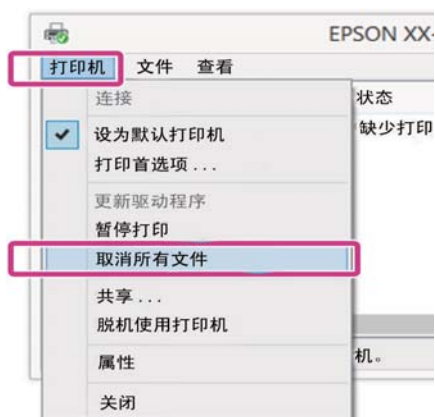 EPSON XX-
打印机 文件 查看
连接
状态
设为默认打印机
缺少打印
打印首选项 . . .
更新驱动程序
暂停打印
取消所有文件
共享 . . .
脱机使用打印机
属性
机。
关闭